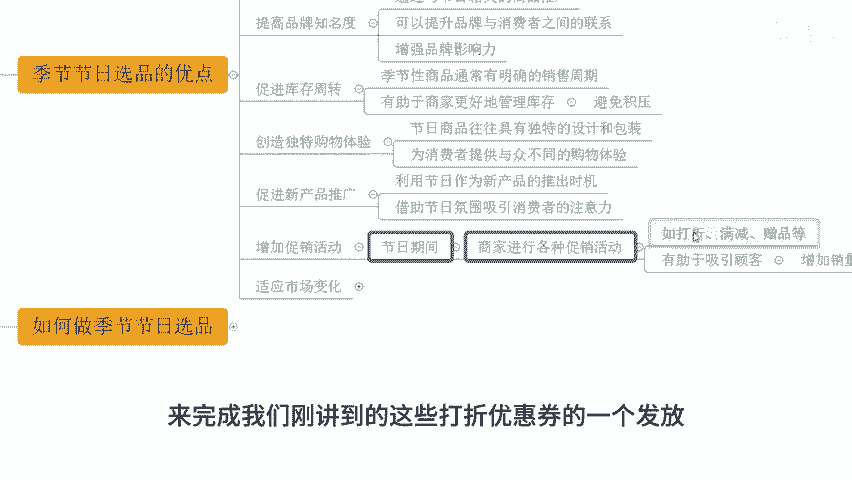 提高品牌知名度
可以提升品牌与消费者之间的联系
增强品牌影响力
季节节日选品的优点
促进库存周转
季节性商品通常有明确的销售周期
有助于商家更好地管理库存 避免积压
创造独特购物体验
节日商品往往具有独特的设计和包装
为消费者提供与众不同的购物体验
促进新产品推广
利用节日作为新产品的推出时机
借助节日氛围吸引消费者的注意力
增加促销活动 节日期间 商家进行各种促销活动
如打折、满减、赠品等
有助于吸引顾客 增加销量
适应市场变化
如何做季节节日选品
来完成我们刚讲到的这些打折优惠券的一个发放